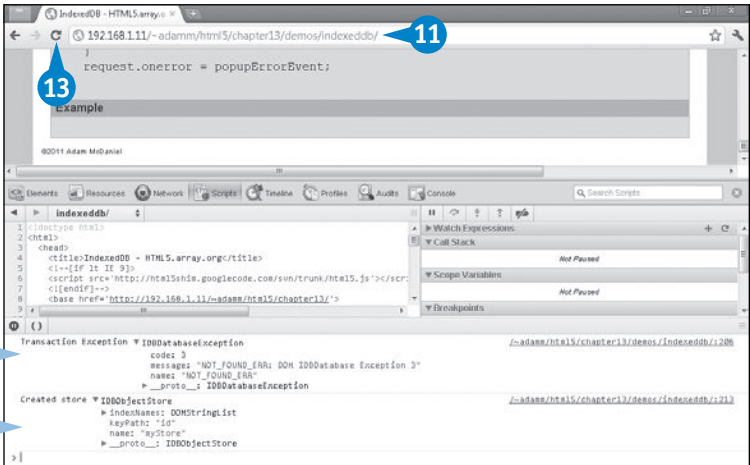 IndexedDB - HTML5.array.o
192.168.1.11/~adamm/html5/chapter13/demos/indexeddb/
11
13
}
request.onerror = popupErrorEvent;
Example
©2011 Adam McDaniel
Elements Resources Network Scripts Timeline Profiles Audits Console Search Scripts
indexeddb/
1 <!doctype html>
2 <html>
3 <head>
4 <title>IndexedDB - HTML5.array.org</title>
5 <!--[if lt IE 9]>
6 <script src='http://html5shim.googlecode.com/svn/trunk/html5.js'></scr
7 <![endif]-->
8 <base href='http://192.168.1.11/~adamm/html5/chapter13/'>
9
Watch Expressions
Call Stack
Not Paused
Scope Variables
Not Paused
Breakpoints
Transaction Exception ▼ IDBDatabaseException /~adamm/html5/chapter13/demos/indexeddb/:206
code: 3
message: "NOT_FOUND_ERR: DOM IDBDatabase Exception 3"
name: "NOT_FOUND_ERR"
▶ __proto__: IDBDatabaseException
Created store ▼ IDBObjectStore /~adamm/html5/chapter13/demos/indexeddb/:213
▶ indexNames: DOMStringList
keyPath: "id"
name: "myStore"
▶ __proto__: IDBObjectStore
>